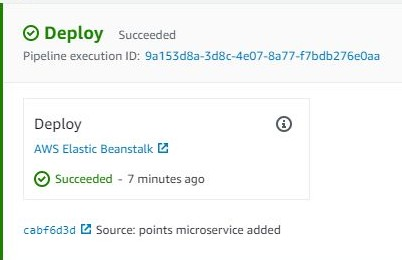 Deploy Succeeded
Pipeline execution ID: 9a153d8a-3d8c-4e07-8a77-f7bdb276e0aa
Deploy
AWS Elastic Beanstalk
Succeeded - 7 minutes ago
cabf6d3d Source: points microservice added